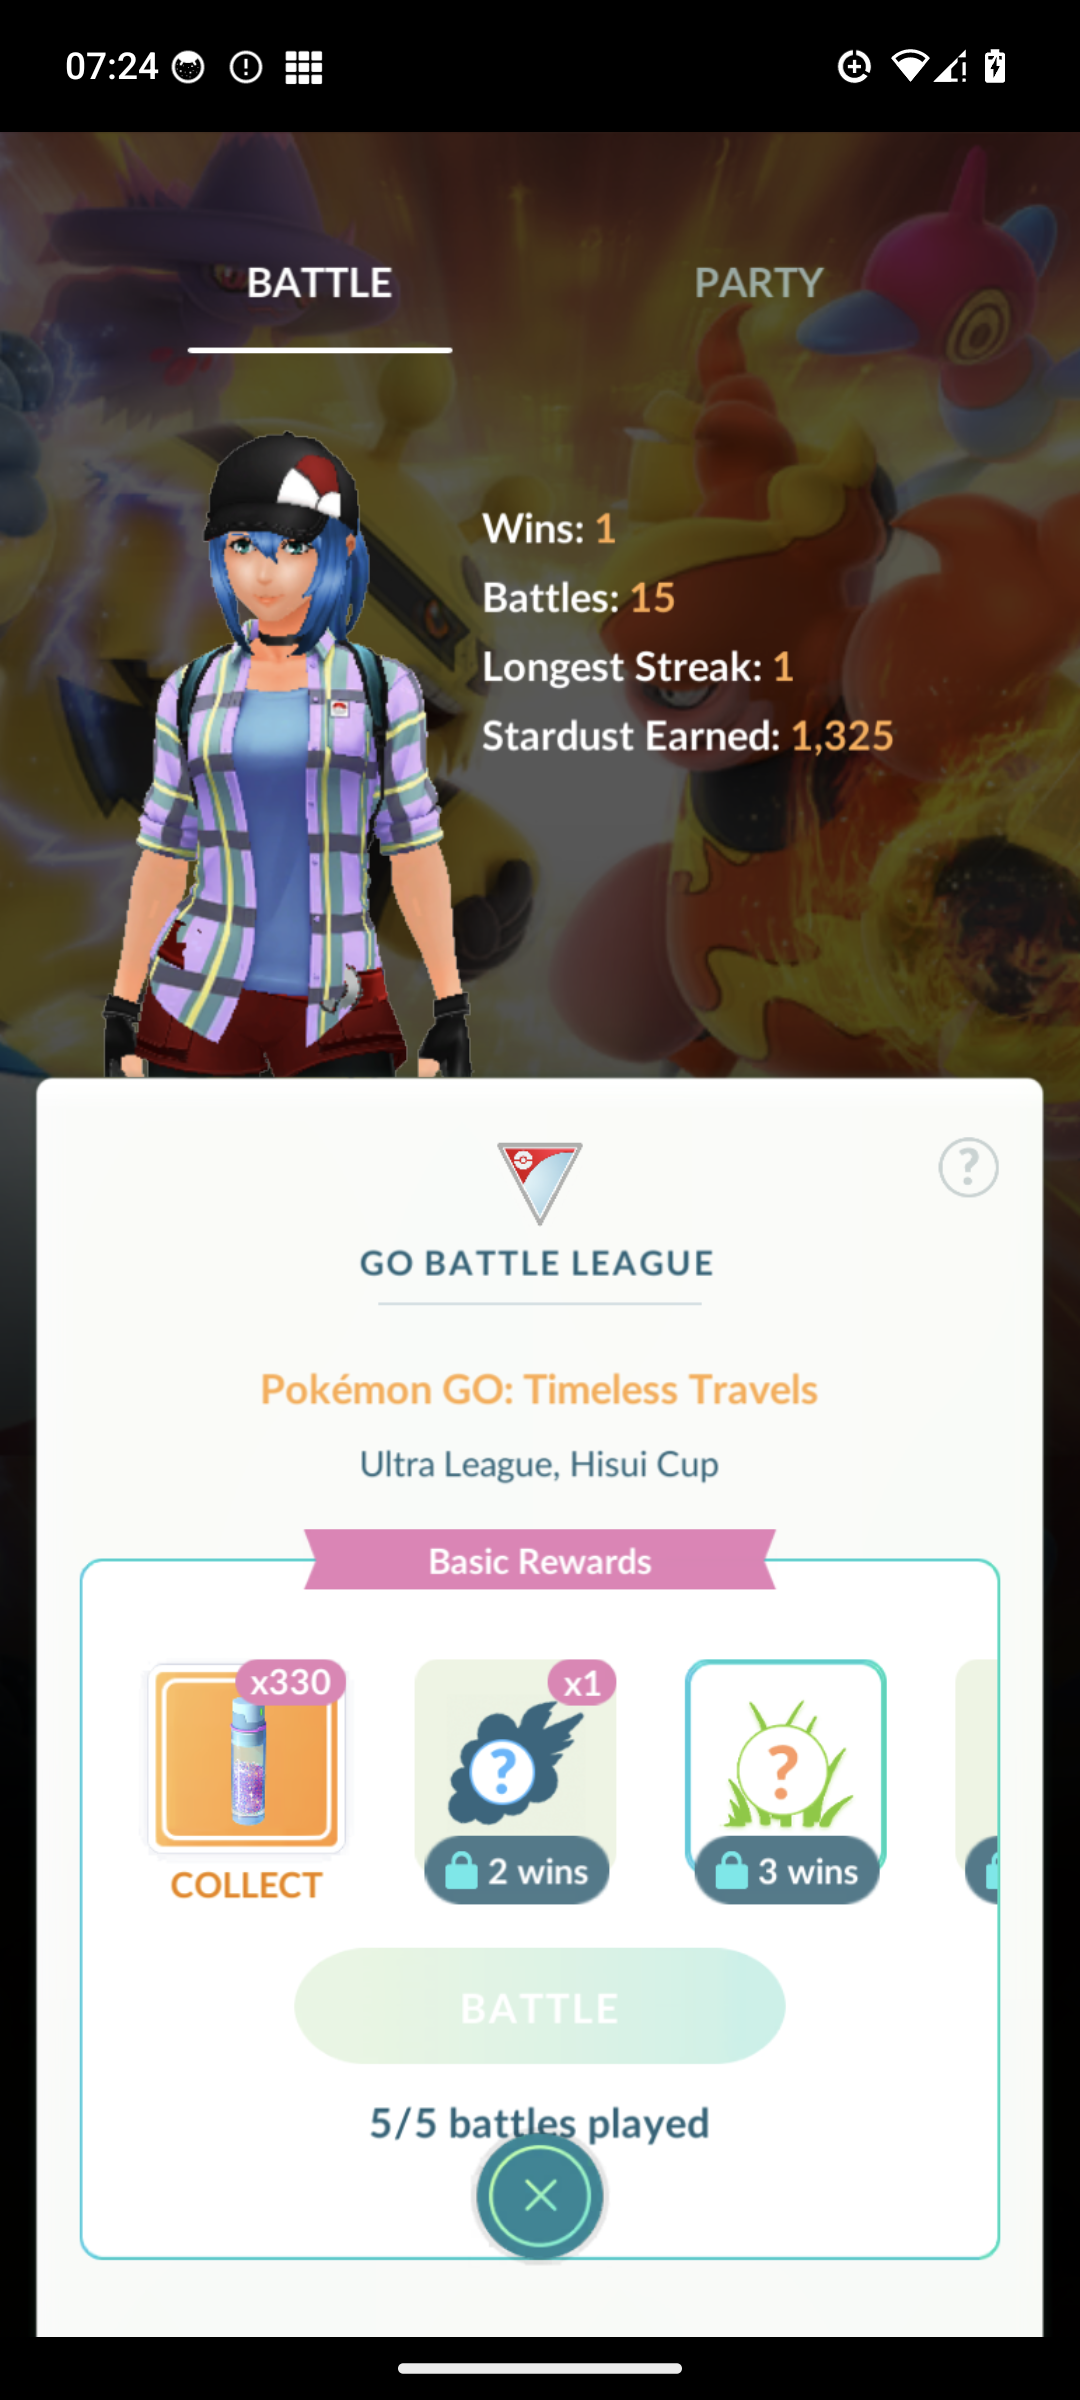 07:24
BATTLE
PARTY
Wins: 1
Battles: 15
Longest Streak: 1
Stardust Earned: 1,325
?
GO BATTLE LEAGUE
Pokémon GO: Timeless Travels
Ultra League, Hisui Cup
Basic Rewards
x330
x1
?
?
2 wins
3 wins
COLLECT
BATTLE
5/5 battles played